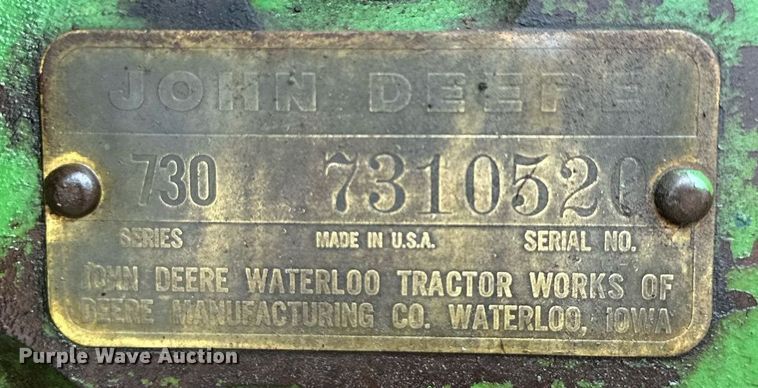 JOHN DEERE
730 7310520
SERIES MADE IN U.S.A. SERIAL NO.
JOHN DEERE WATERLOO TRACTOR WORKS OF
DEERE MANUFACTURING CO. WATERLOO, IOWA
Purple Wave Auction